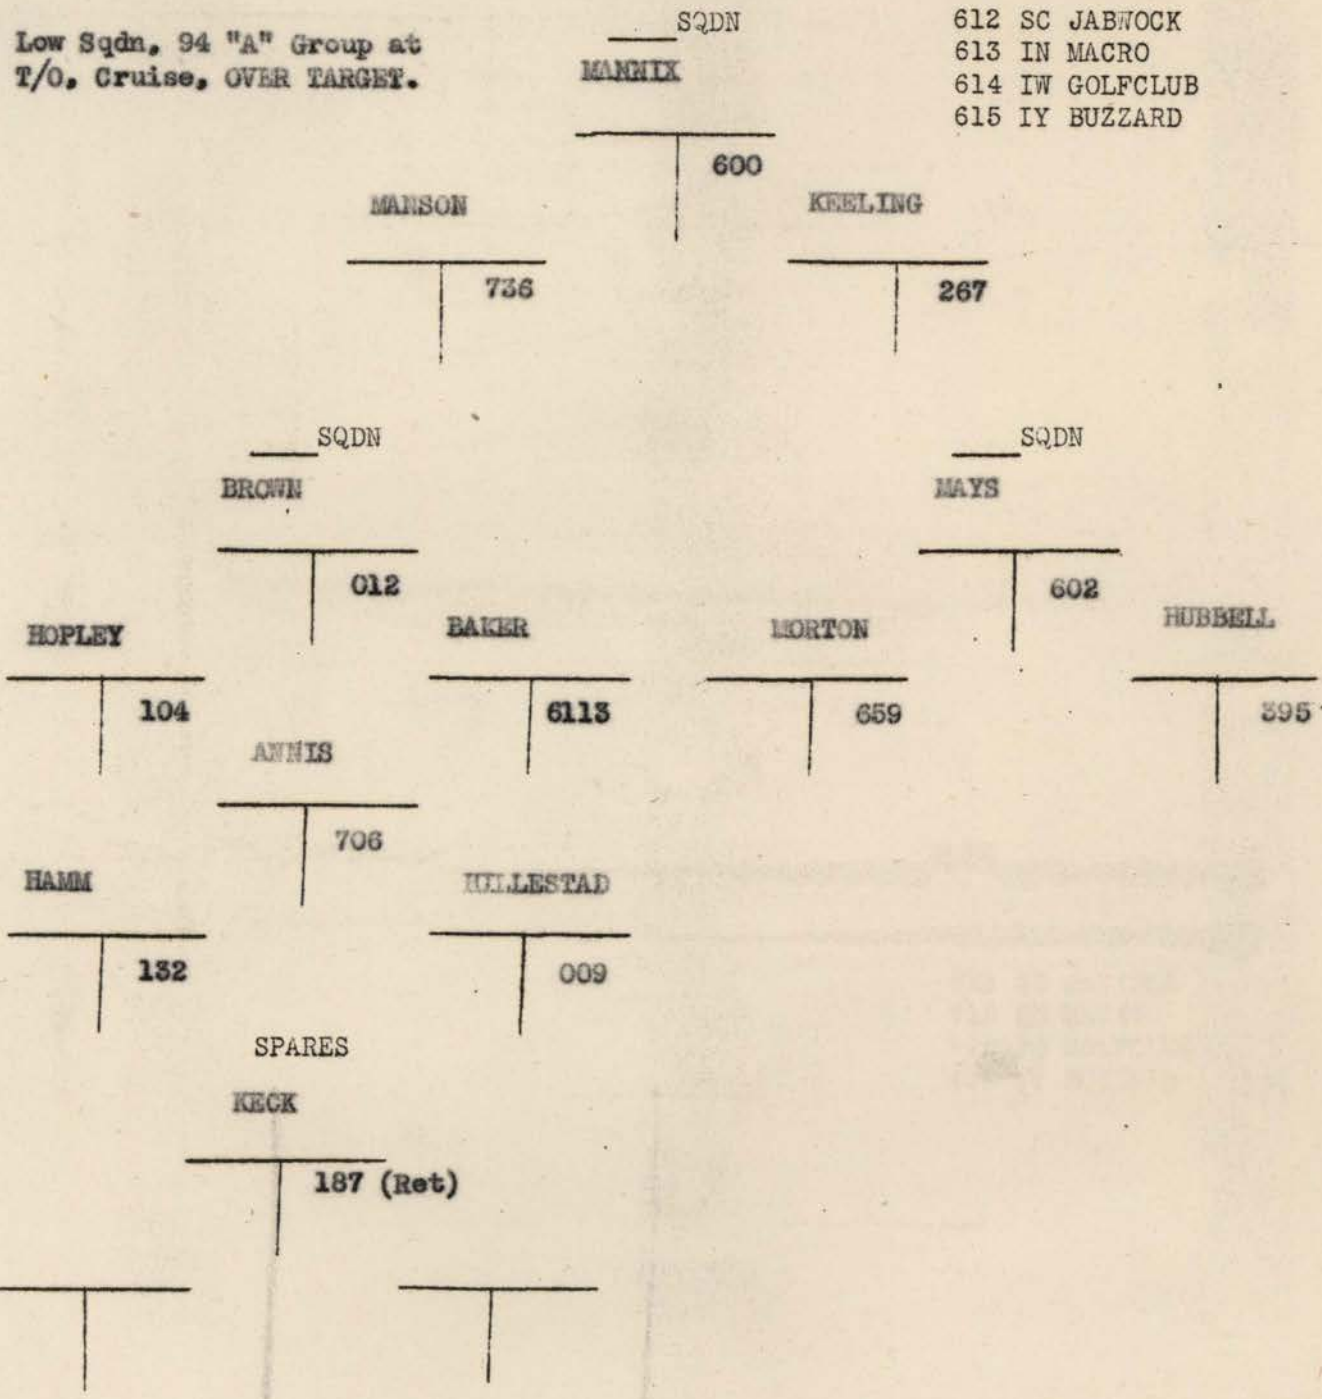 Low Sqdn, 94 "A" Group at
T/O, Cruise, OVER TARGET.
SQDN
MANNIX
600
612 SC JABWOCK
613 IN MACRO
614 IW GOLFCLUB
615 IY BUZZARD
MANSON
736
KEELING
267
SQDN
BROWN
012
SQDN
MAYS
602
HOPLEY
104
BAKER
6113
MORTON
659
HUBBELL
395
ANNIS
706
HAMM
132
HILLESTAD
009
SPARES
KECK
187 (Ret)